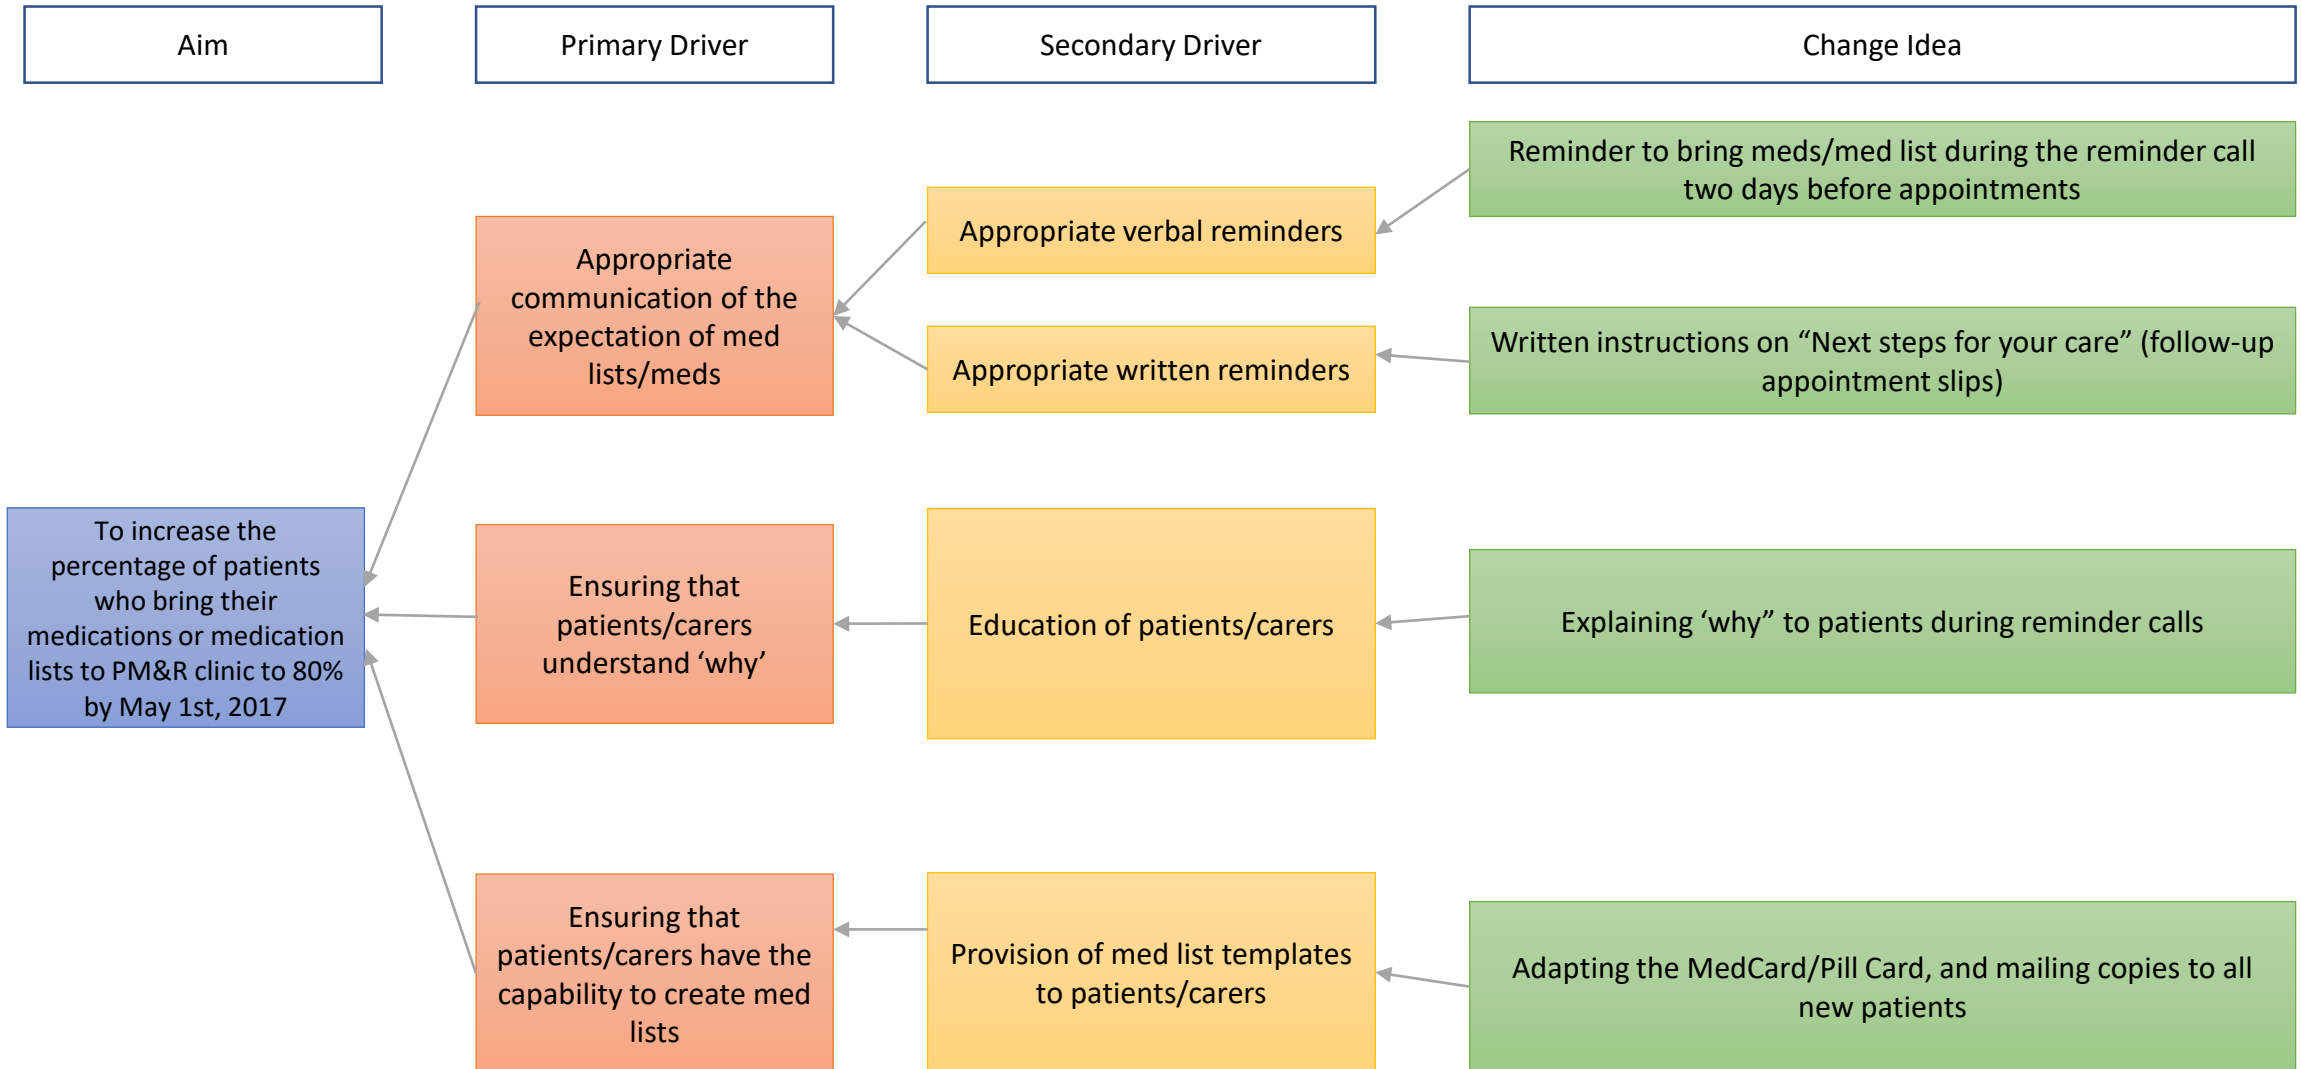 Aim
Primary Driver
Secondary Driver
Change Idea
To increase the
percentage of patients
who bring their
medications or medication
lists to PM&R clinic to 80%
by May 1st, 2017
Appropriate
communication of the
expectation of med
lists/meds
Ensuring that
patients/carers
understand ‘why’
Ensuring that
patients/carers have the
capability to create med
lists
Appropriate verbal reminders
Appropriate written reminders
Education of patients/carers
Provision of med list templates
to patients/carers
Reminder to bring meds/med list during the reminder call
two days before appointments
Written instructions on “Next steps for your care” (follow-up
appointment slips)
Explaining ‘why” to patients during reminder calls
Adapting the MedCard/Pill Card, and mailing copies to all
new patients